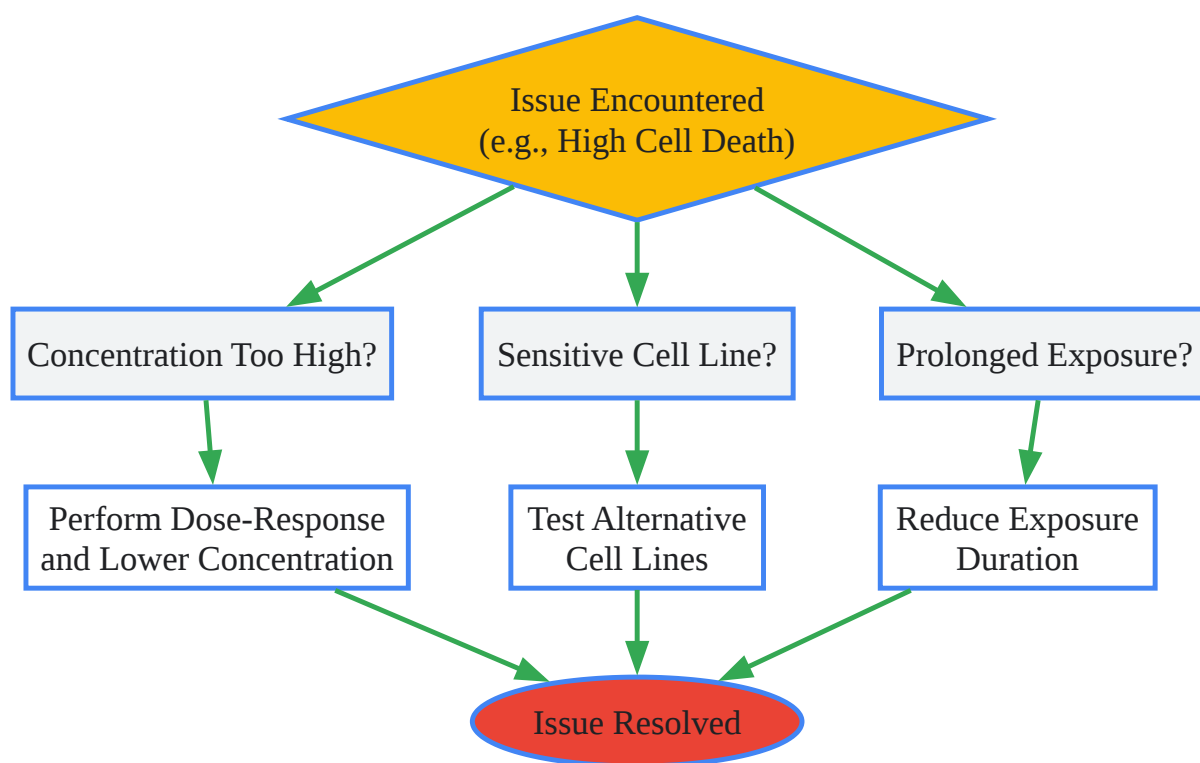 Issue Encountered
(e.g., High Cell Death)
Concentration Too High?
Sensitive Cell Line?
Prolonged Exposure?
Perform Dose-Response
and Lower Concentration
Test Alternative
Cell Lines
Reduce Exposure
Duration
Issue Resolved